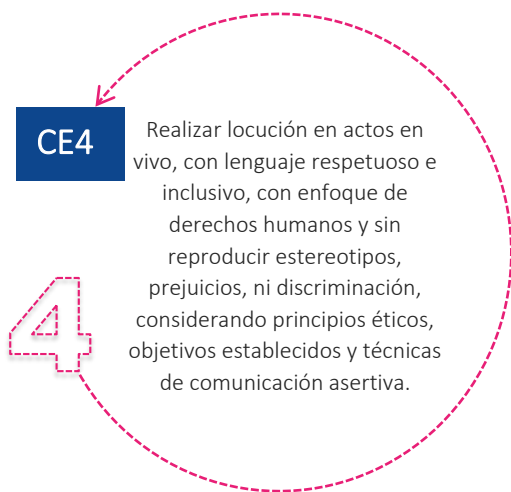 CE4
Realizar locución en actos en
vivo, con lenguaje respetuoso e
inclusivo, con enfoque de
derechos humanos y sin
reproducir estereotipos,
prejuicios, ni discriminación,
considerando principios éticos,
objetivos establecidos y técnicas
de comunicación asertiva.
4